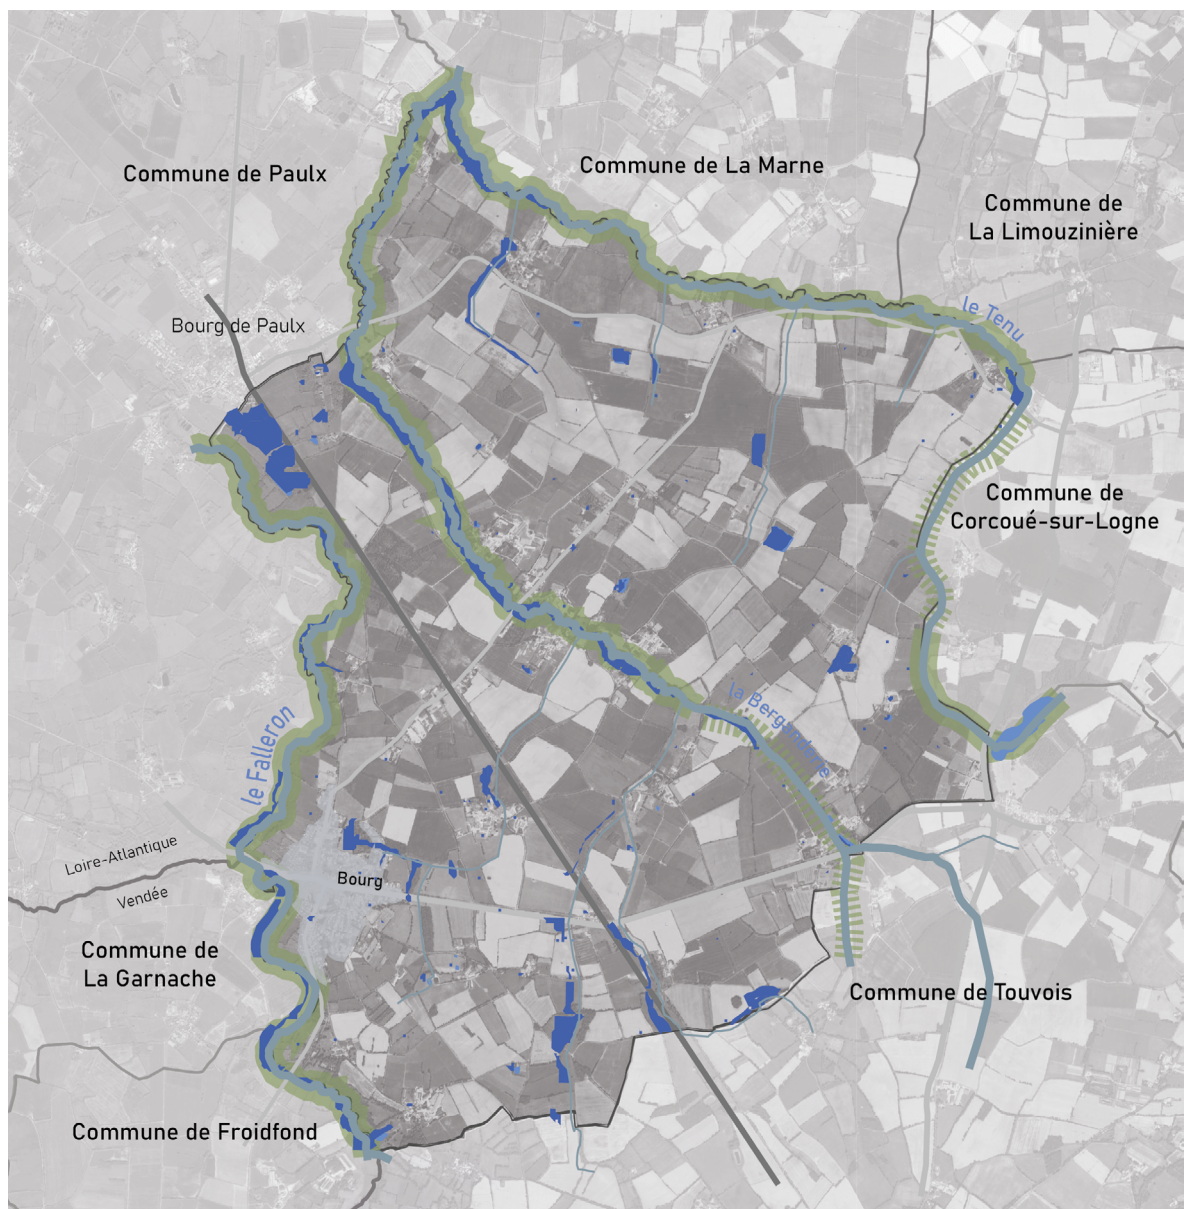 Commune de Paulx
Commune de La Marne
Commune de
La Limouzinière
le Tenu
Bourg de Paulx
Commune de
Corcoué-sur-Logne
la Berganderie
le Falleron
Loire-Atlantique
Vendée
Bourg
Commune de
La Garnache
Commune de Touvois
Commune de Froidfond